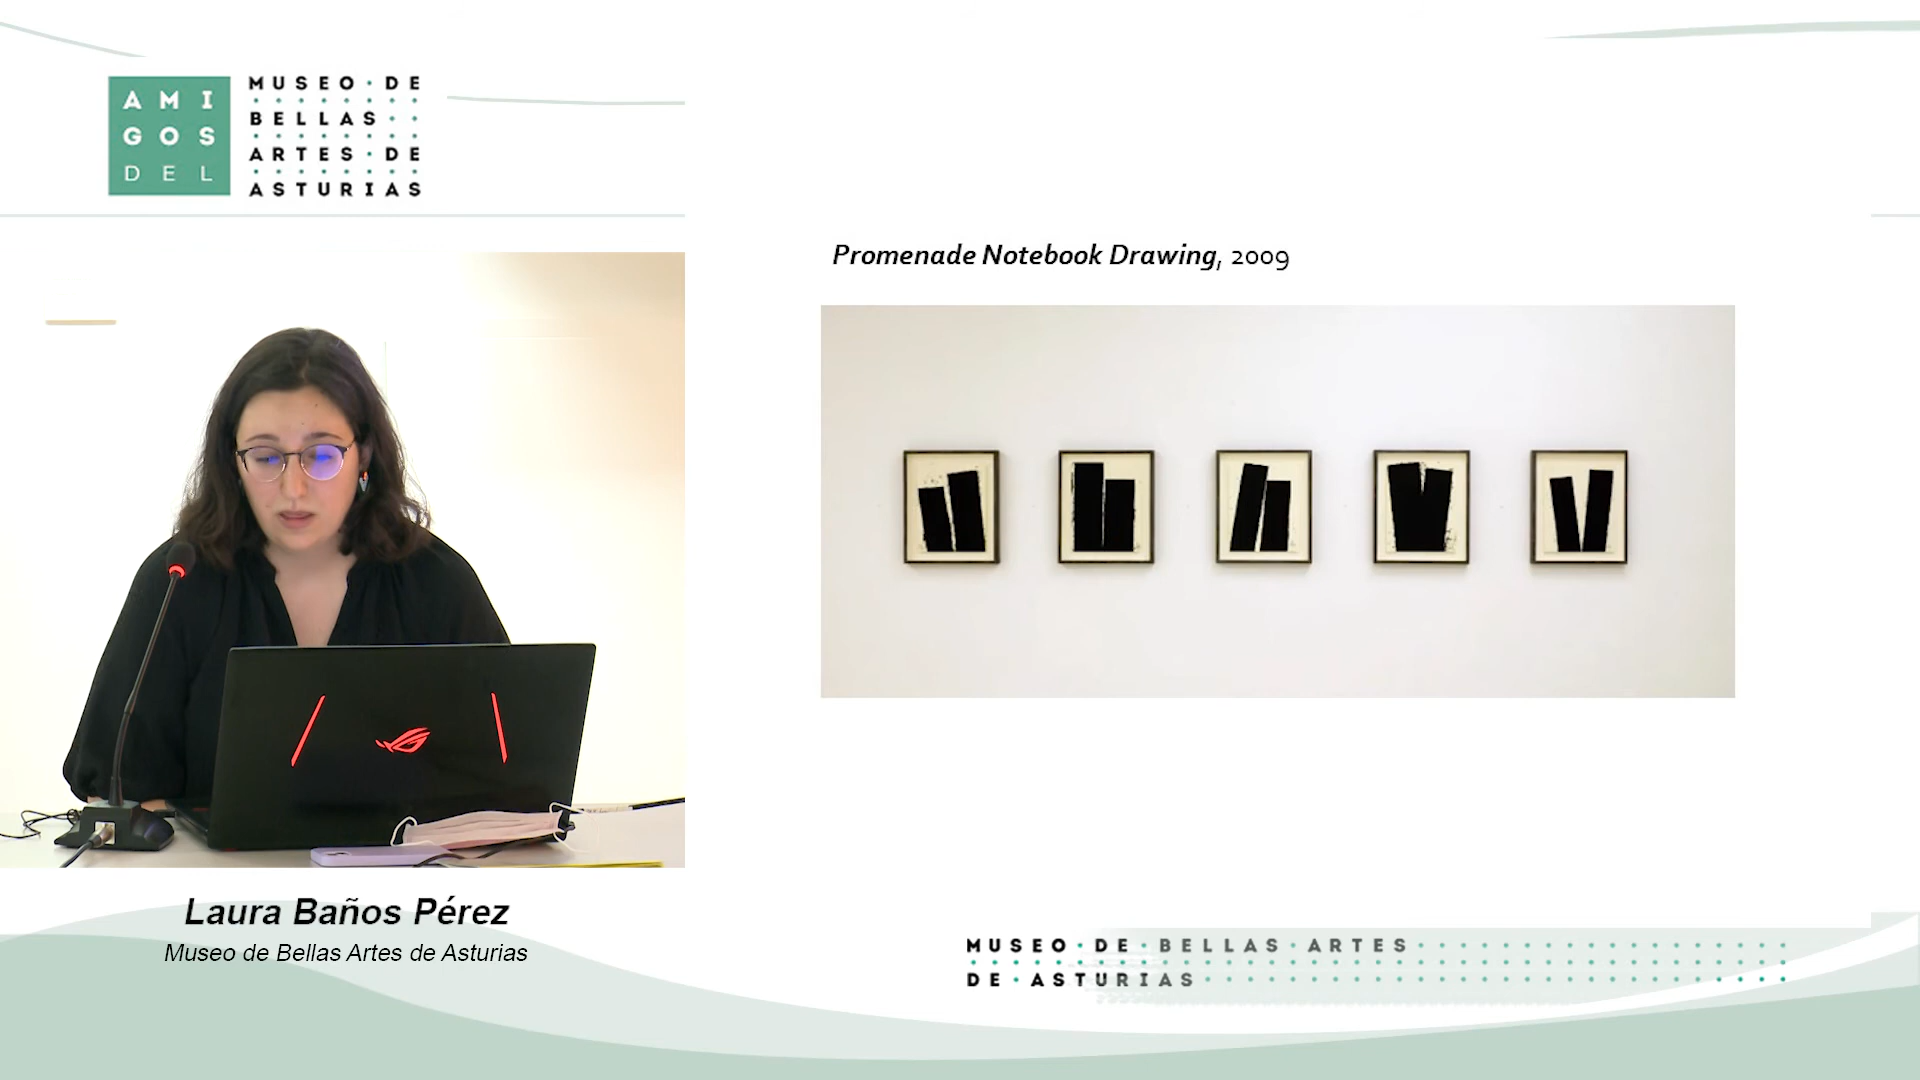 AMI
GOS
DEL
MUSEO·DE
BELLAS
ARTES·DE
ASTURIAS
Promenade Notebook Drawing, 2009
Laura Baños Pérez
Museo de Bellas Artes de Asturias
MUSEO·DE·BELLAS·ARTES
DE·ASTURIAS